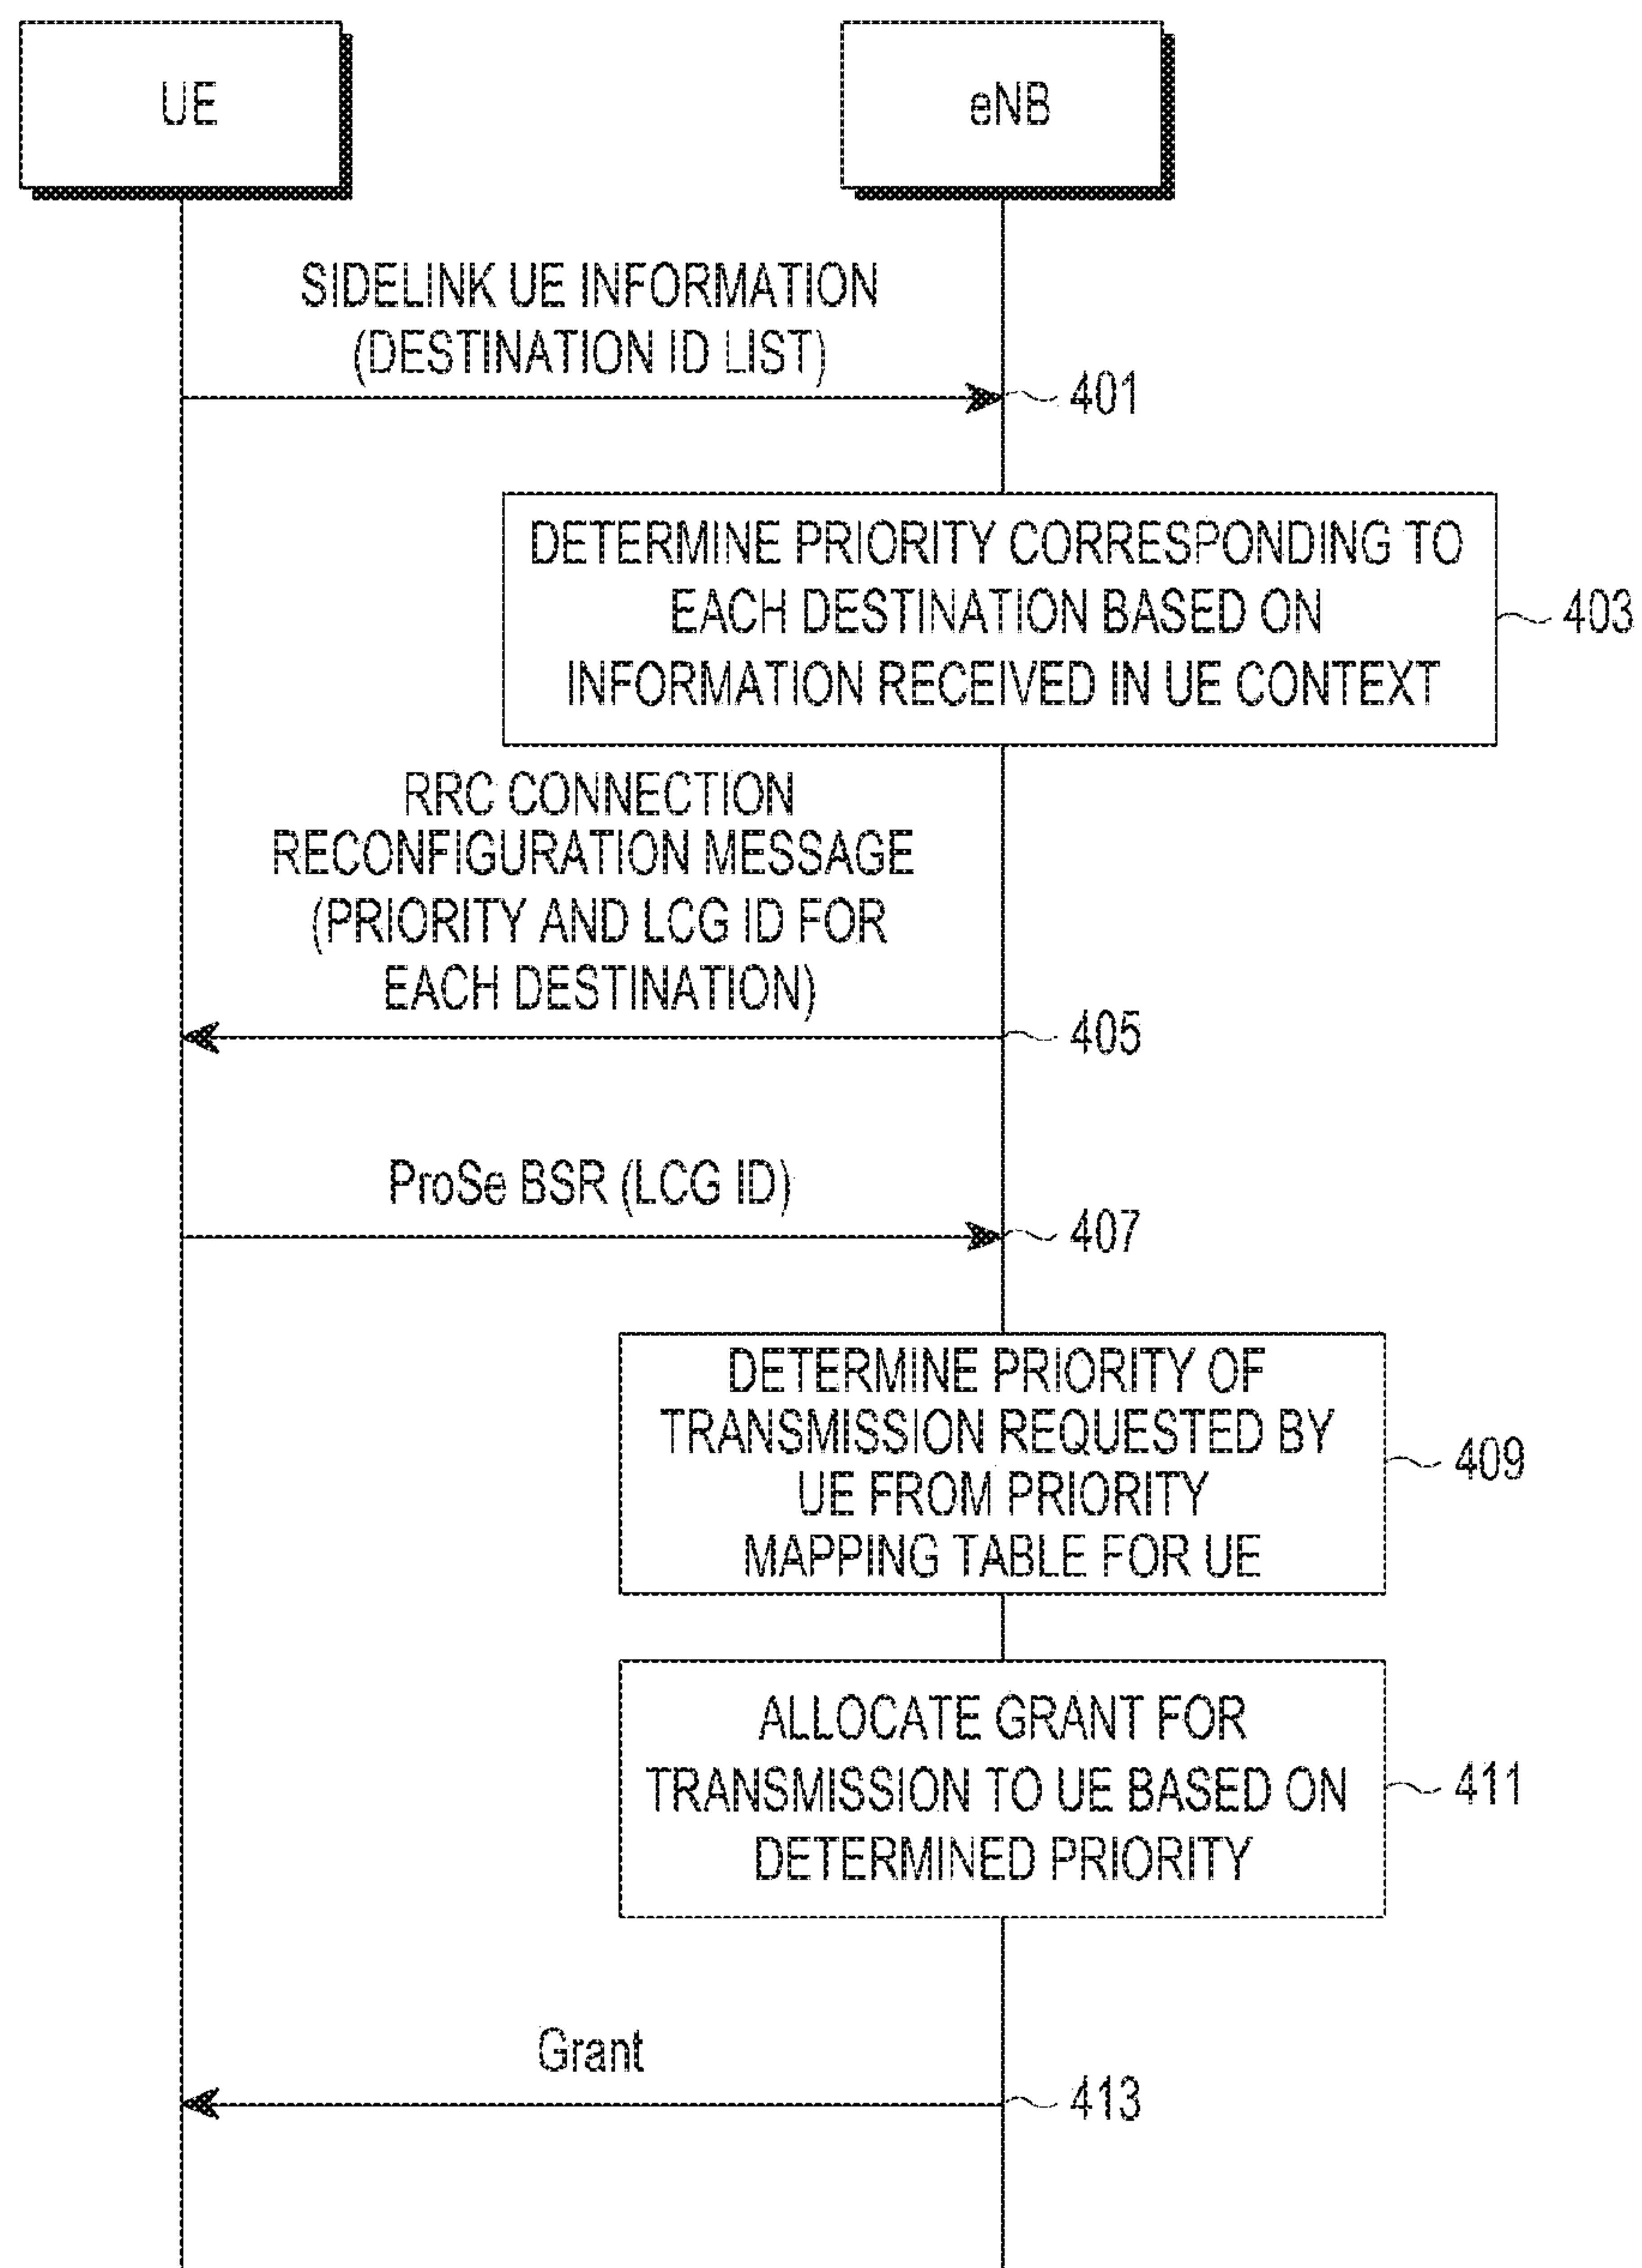 UE
eNB
SIDELINK UE INFORMATION
(DESTINATION ID LIST)
401
DETERMINE PRIORITY CORRESPONDING TO
EACH DESTINATION BASED ON
INFORMATION RECEIVED IN UE CONTEXT
403
RRC CONNECTION
RECONFIGURATION MESSAGE
(PRIORITY AND LCG ID FOR
EACH DESTINATION)
405
ProSe BSR (LCG ID)
407
DETERMINE PRIORITY OF
TRANSMISSION REQUESTED BY
UE FROM PRIORITY
MAPPING TABLE FOR UE
409
ALLOCATE GRANT FOR
TRANSMISSION TO UE BASED ON
DETERMINED PRIORITY
411
Grant
413